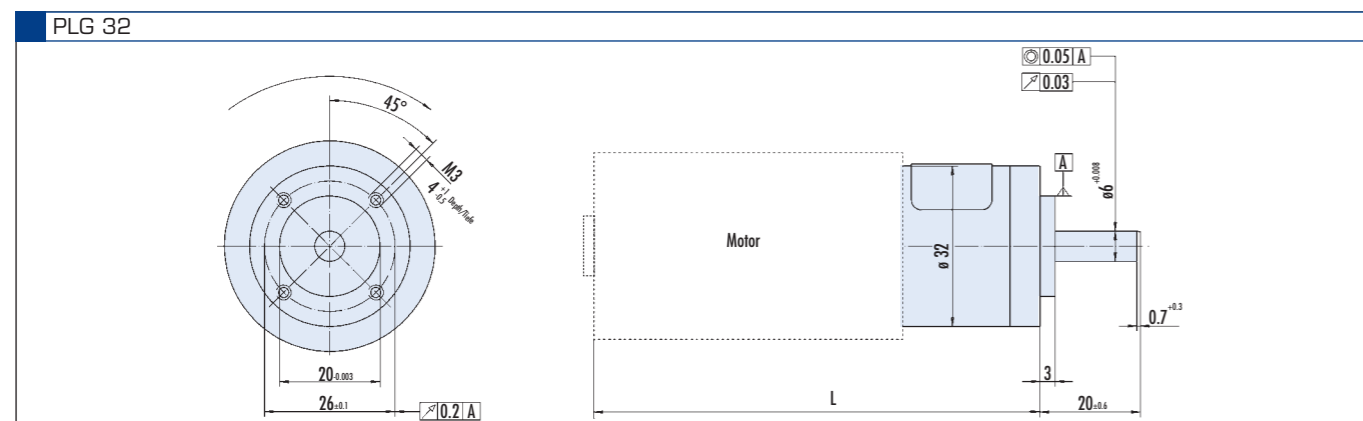 PLG 32
45°
M3
4 +1 -0.5 Depth/Tiefe
20-0.003
26±0.1
0.2 A
Motor
ø 32
L
0.05 A
0.03
A
ø6 +0.008
0.7 +0.3
3
20±0.6